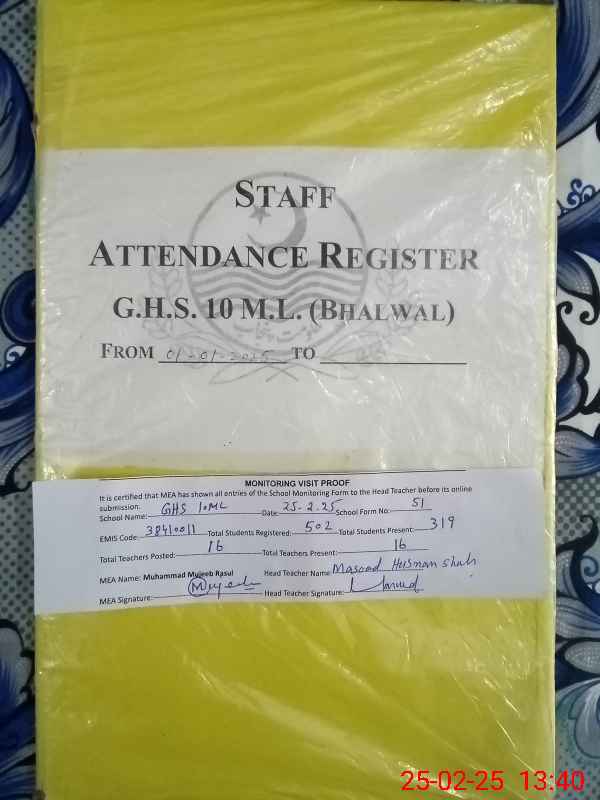 STAFF
ATTENDANCE REGISTER
G.H.S. 10 M.L. (BHALWAL)
FROM 01-01-2025 TO
MONITORING VISIT PROOF
It is certified that MEA has shown all entries of the School Monitoring Form to the Head Teacher before its online
submission.
School Name: GHS 10ML Date: 25-2-25 School Form No: 51
EMIS Code: 38410011 Total Students Registered: 502 Total Students Present: 319
Total Teachers Posted: 16 Total Teachers Present: 16
MEA Name: Muhammad Mujeeb Rasul Head Teacher Name: Masood Husnain Shah
MEA Signature: Mujeeb Head Teacher Signature:
25-02-25 13:40